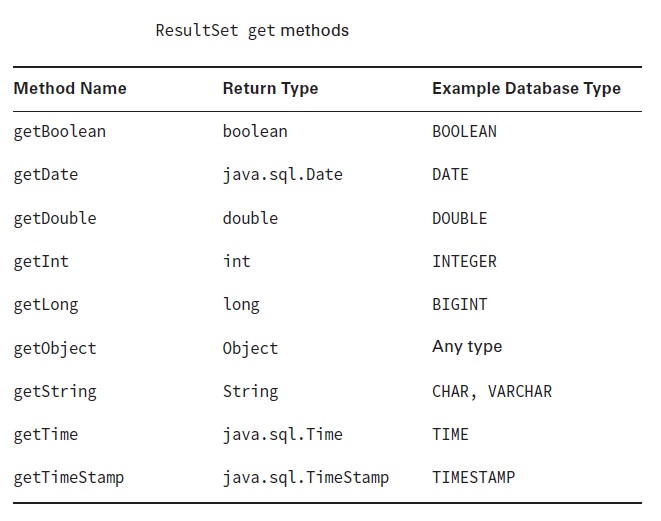 ResultSet get methods
Method Name Return Type Example Database Type
getBoolean boolean BOOLEAN
getDate java.sql.Date DATE
getDouble double DOUBLE
getInt int INTEGER
getLong long BIGINT
getObject Object Any type
getString String CHAR, VARCHAR
getTime java.sql.Time TIME
getTimeStamp java.sql.TimeStamp TIMESTAMP